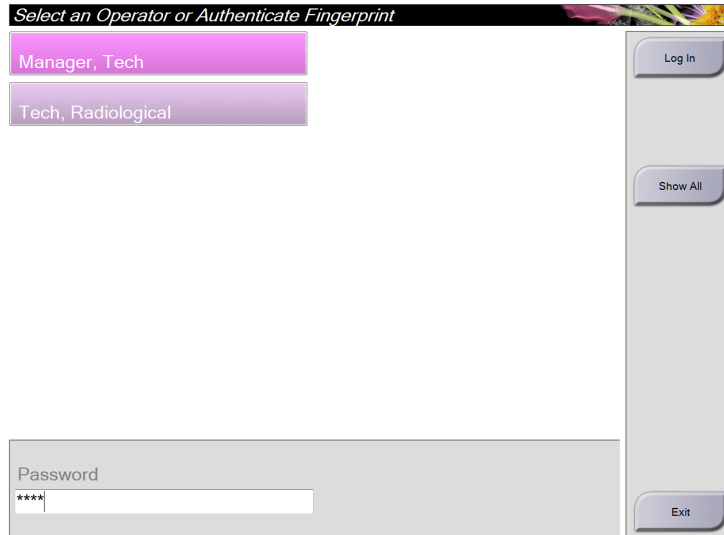 Select an Operator or Authenticate Fingerprint
Manager, Tech
Log In
Tech, Radiological
Show All
Password
****
Exit